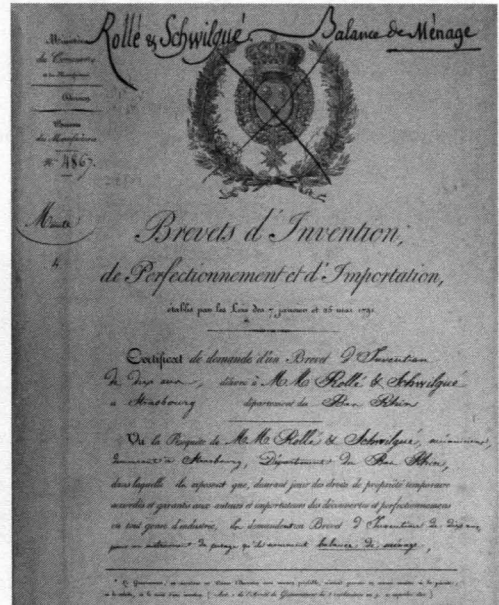 Rollé & Schwilgué Balance de Ménage
Ministère
du Commerce
et des Manufactures
Bureau
des Manufactures
N° 4867.
Minute
4
Brevets d'Invention,
de Perfectionnement et d'Importation,
établis par les Lois des 7 janvier et 25 mai 1791.
Certificat de demande d'un Brevet d'Invention
de dix ans, délivré à M.M. Rollé & Schwilgué
à Strasbourg département du Bas Rhin
Vu la Requête de M.M. Rollé & Schwilgué, mécaniciens,
demeurant à Strasbourg, Département du Bas Rhin,
dans laquelle ils exposent que, désirant jouir des droits de propriété temporaire
accordés et garantis aux auteurs et importateurs des découvertes et perfectionnemens
en tout genre d'industrie, ils demandent un Brevet d'Invention de dix ans,
pour un instrument de pesage qu'ils nomment balance de ménage,